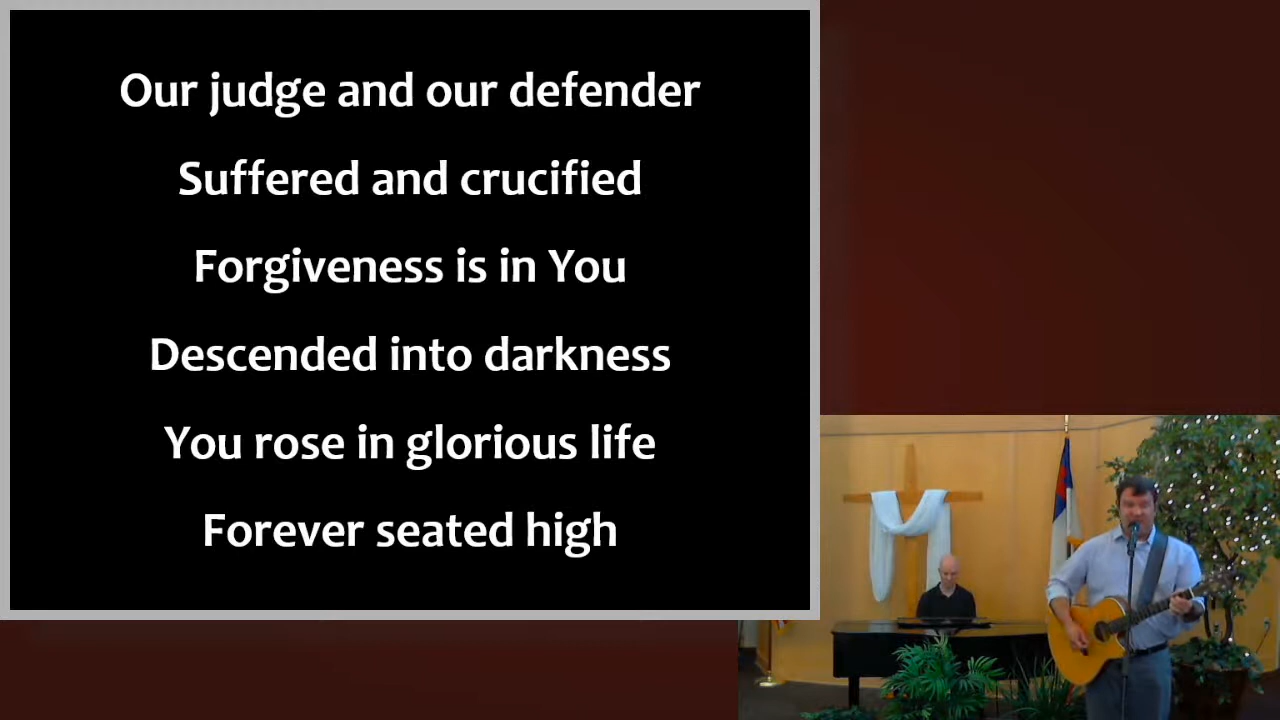 Our judge and our defender
Suffered and crucified
Forgiveness is in You
Descended into darkness
You rose in glorious life
Forever seated high